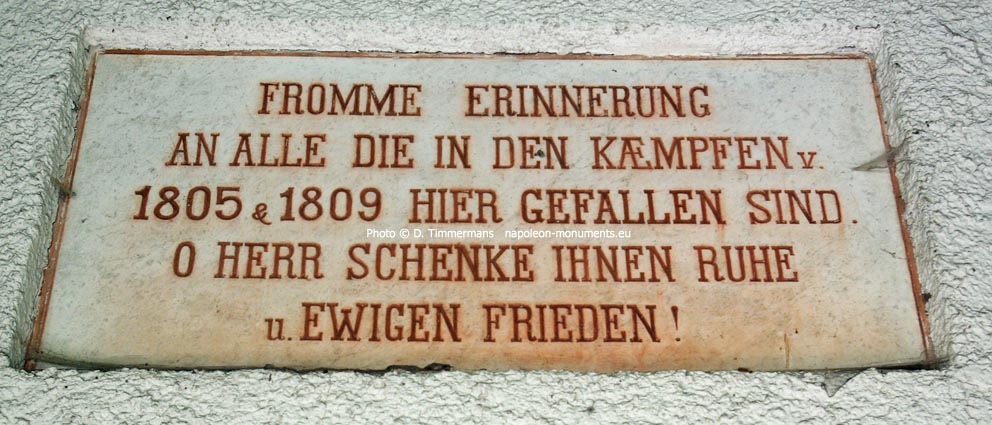 FROMME ERINNERUNG
AN ALLE DIE IN DEN KÆMPFEN v.
1805 & 1809 HIER GEFALLEN SIND.
Photo © D. Timmermans napoleon-monuments.eu
O HERR SCHENKE IHNEN RUHE
u. EWIGEN FRIEDEN!